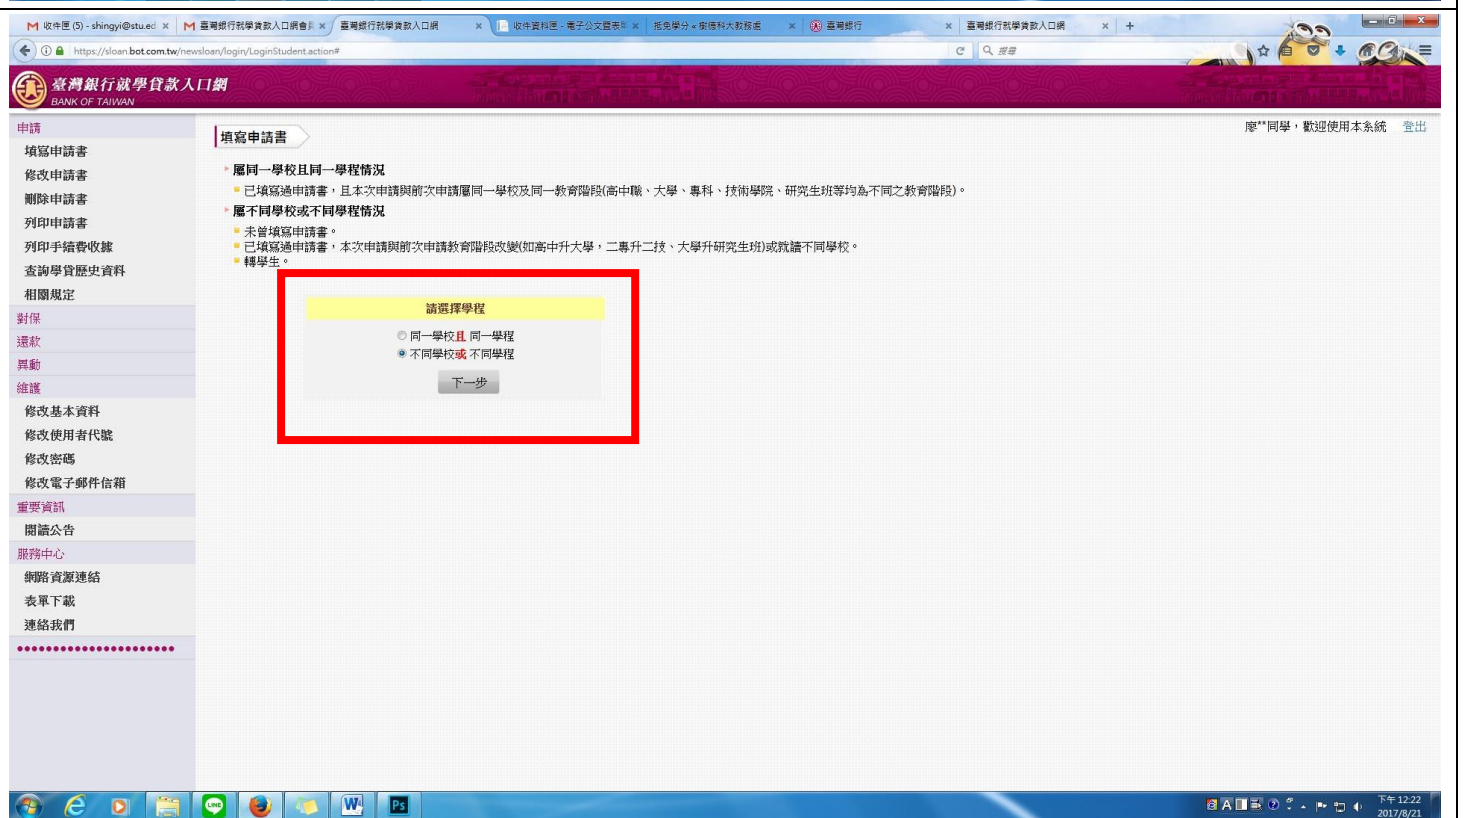 收件匣 (5) - shingyi@stu.ed
臺灣銀行就學貸款入口網會員
臺灣銀行就學貸款入口網
收件資料匣 - 電子公文暨表單
抵免學分 « 樹德科大教務處
臺灣銀行
臺灣銀行就學貸款入口網
https://sloan.bot.com.tw/newsloan/login/LoginStudent.action#
搜尋
臺灣銀行就學貸款入口網
BANK OF TAIWAN
廖**同學，歡迎使用本系統 登出
申請
填寫申請書
修改申請書
刪除申請書
列印申請書
列印手續費收據
查詢學貸歷史資料
相關規定
對保
還款
異動
維護
修改基本資料
修改使用者代號
修改密碼
修改電子郵件信箱
重要資訊
閱讀公告
服務中心
網路資源連結
表單下載
連絡我們
填寫申請書
屬同一學校且同一學程情況
已填寫過申請書，且本次申請與前次申請屬同一學校及同一教育階段(高中職、大學、專科、技術學院、研究生班等均為不同之教育階段)。
屬不同學校或不同學程情況
未曾填寫申請書。
已填寫過申請書，本次申請與前次申請教育階段改變(如高中升大學，二專升二技、大學升研究生班)或就讀不同學校。
轉學生。
請選擇學程
同一學校且 同一學程
不同學校或 不同學程
下一步
LINE
W
Ps
A
下午 12:22
2017/8/21